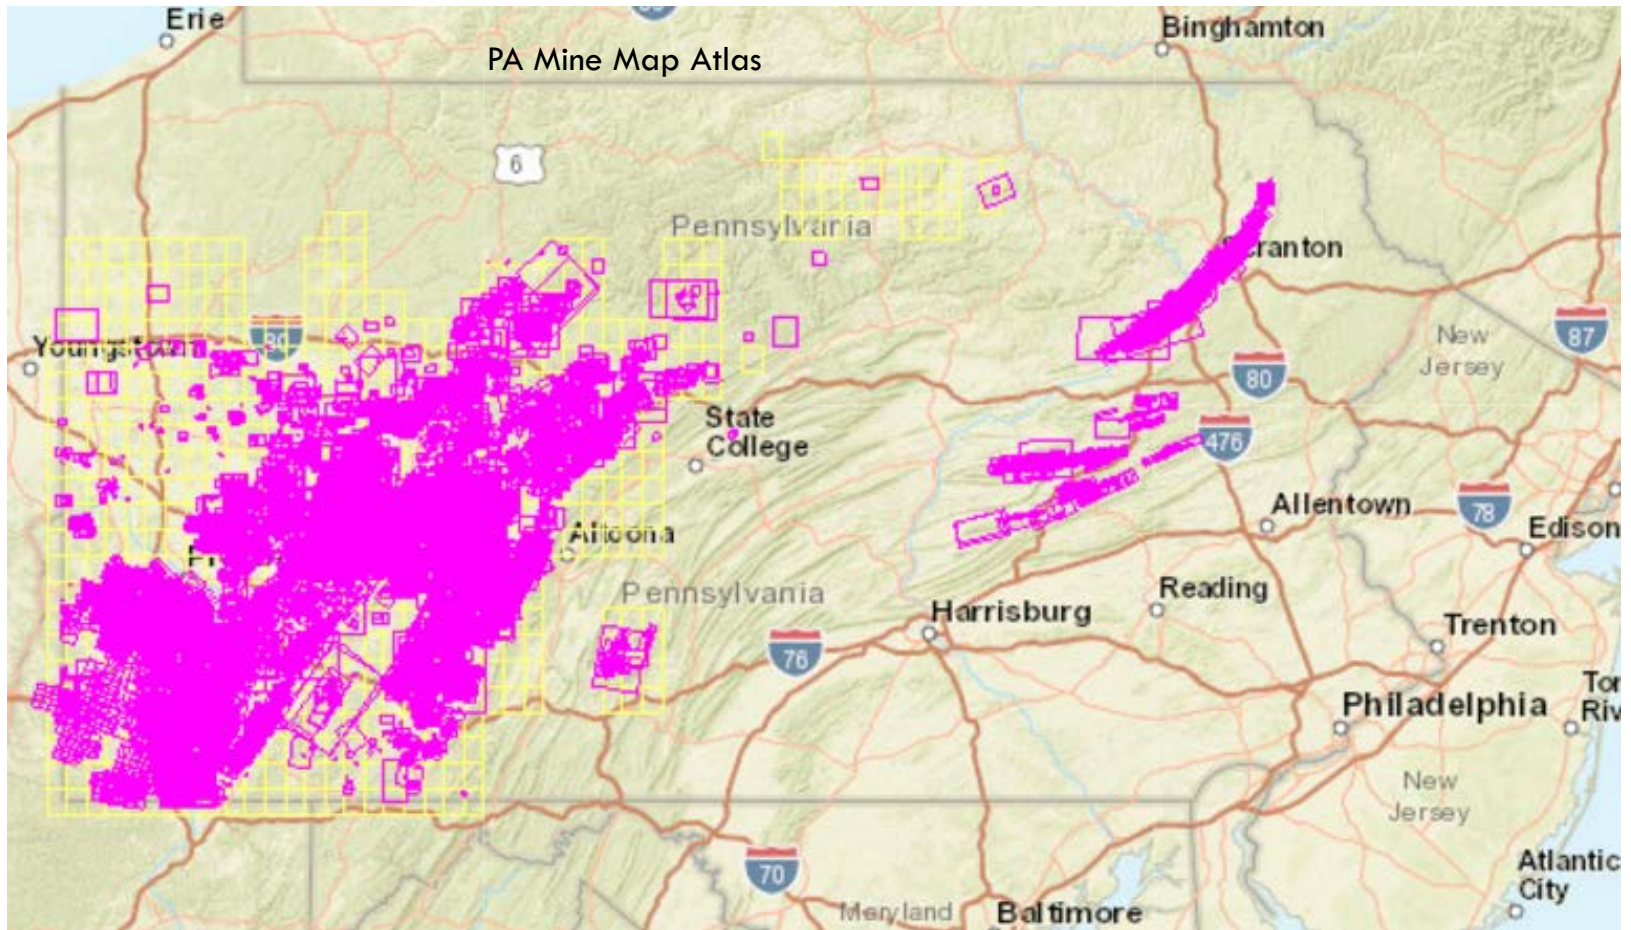 Erie
PA Mine Map Atlas
Binghamton
6
Pennsylvania
Scranton
87
New
Jersey
80
Youngstown
80
State
College
476
Allentown
78
Edison
Altoona
Pennsylvania
Reading
Harrisburg
Trenton
76
Philadelphia
New
Jersey
70
Atlantic
City
Maryland
Baltimore